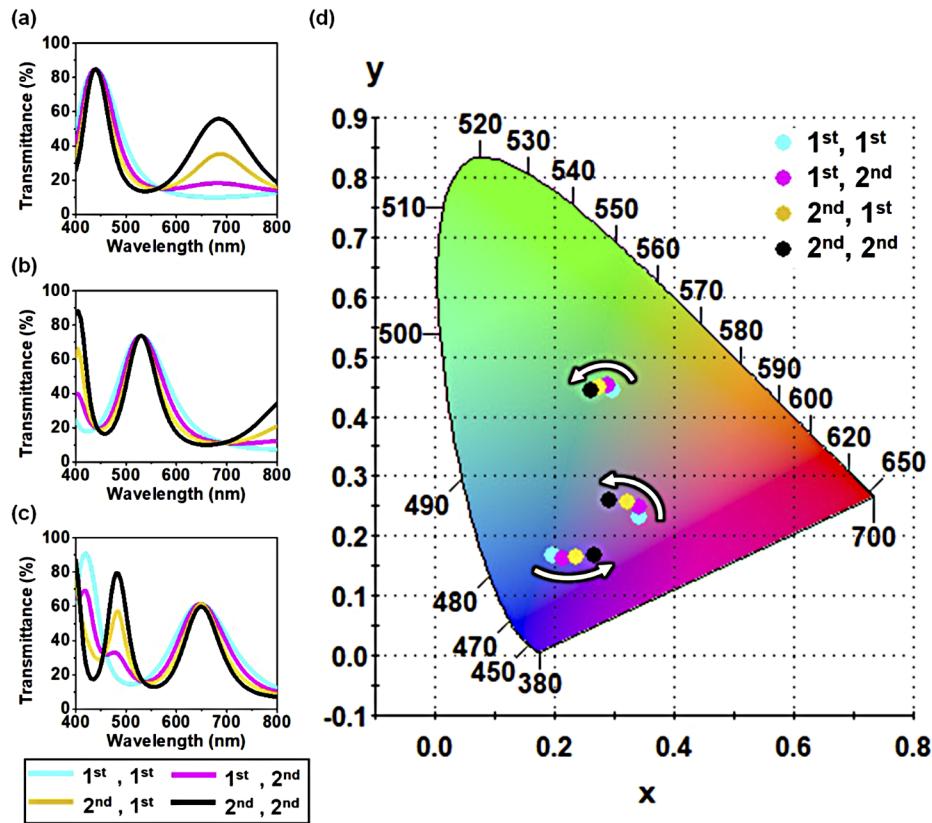 (a)
Transmittance (%)
100
80
60
40
20
0
400 500 600 700 800
Wavelength (nm)
(b)
Transmittance (%)
100
80
60
40
20
0
400 500 600 700 800
Wavelength (nm)
(c)
Transmittance (%)
100
80
60
40
20
0
400 500 600 700 800
Wavelength (nm)
1st , 1st 1st , 2nd
2nd , 1st 2nd , 2nd
(d)
y
0.9
0.8
0.7
0.6
0.5
0.4
0.3
0.2
0.1
0.0
-0.1
0.0 0.2 0.4 0.6 0.8
x
520
530
540
550
560
570
580
590
600
620
650
700
510
500
490
480
470
450
380
1st, 1st
1st, 2nd
2nd, 1st
2nd, 2nd